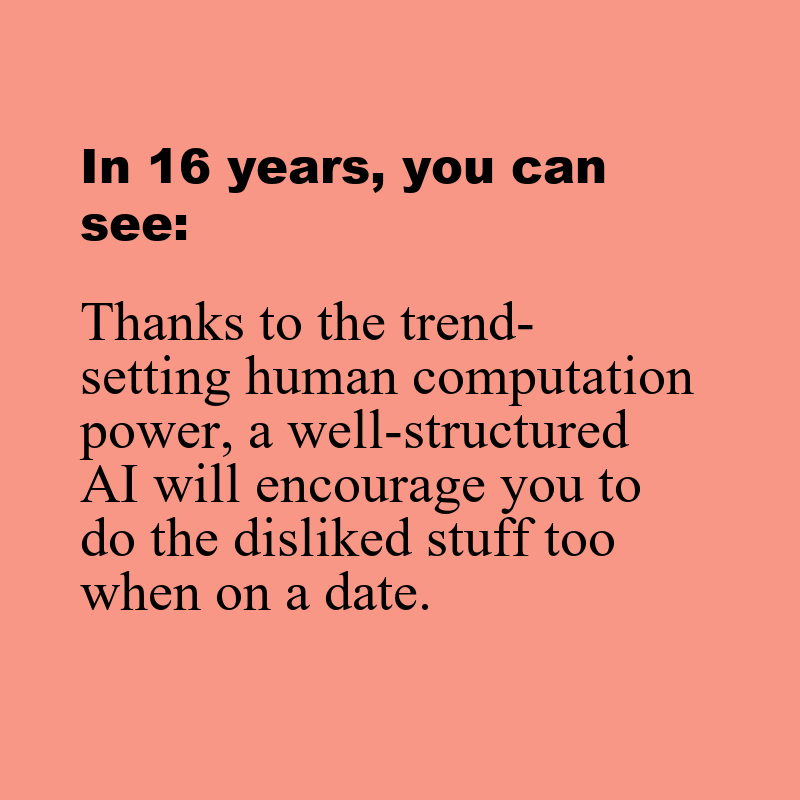 In 16 years, you can
see:
Thanks to the trend-
setting human computation
power, a well-structured
AI will encourage you to
do the disliked stuff too
when on a date.